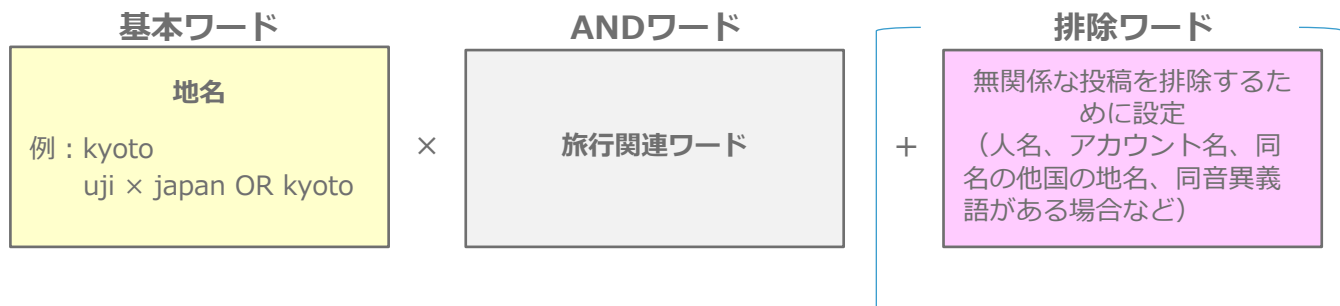 基本ワード
ANDワード
排除ワード
地名
例：kyoto
uji × japan OR kyoto
×
旅行関連ワード
＋
無関係な投稿を排除するた
めに設定
（人名、アカウント名、同
名の他国の地名、同音異義
語がある場合など）